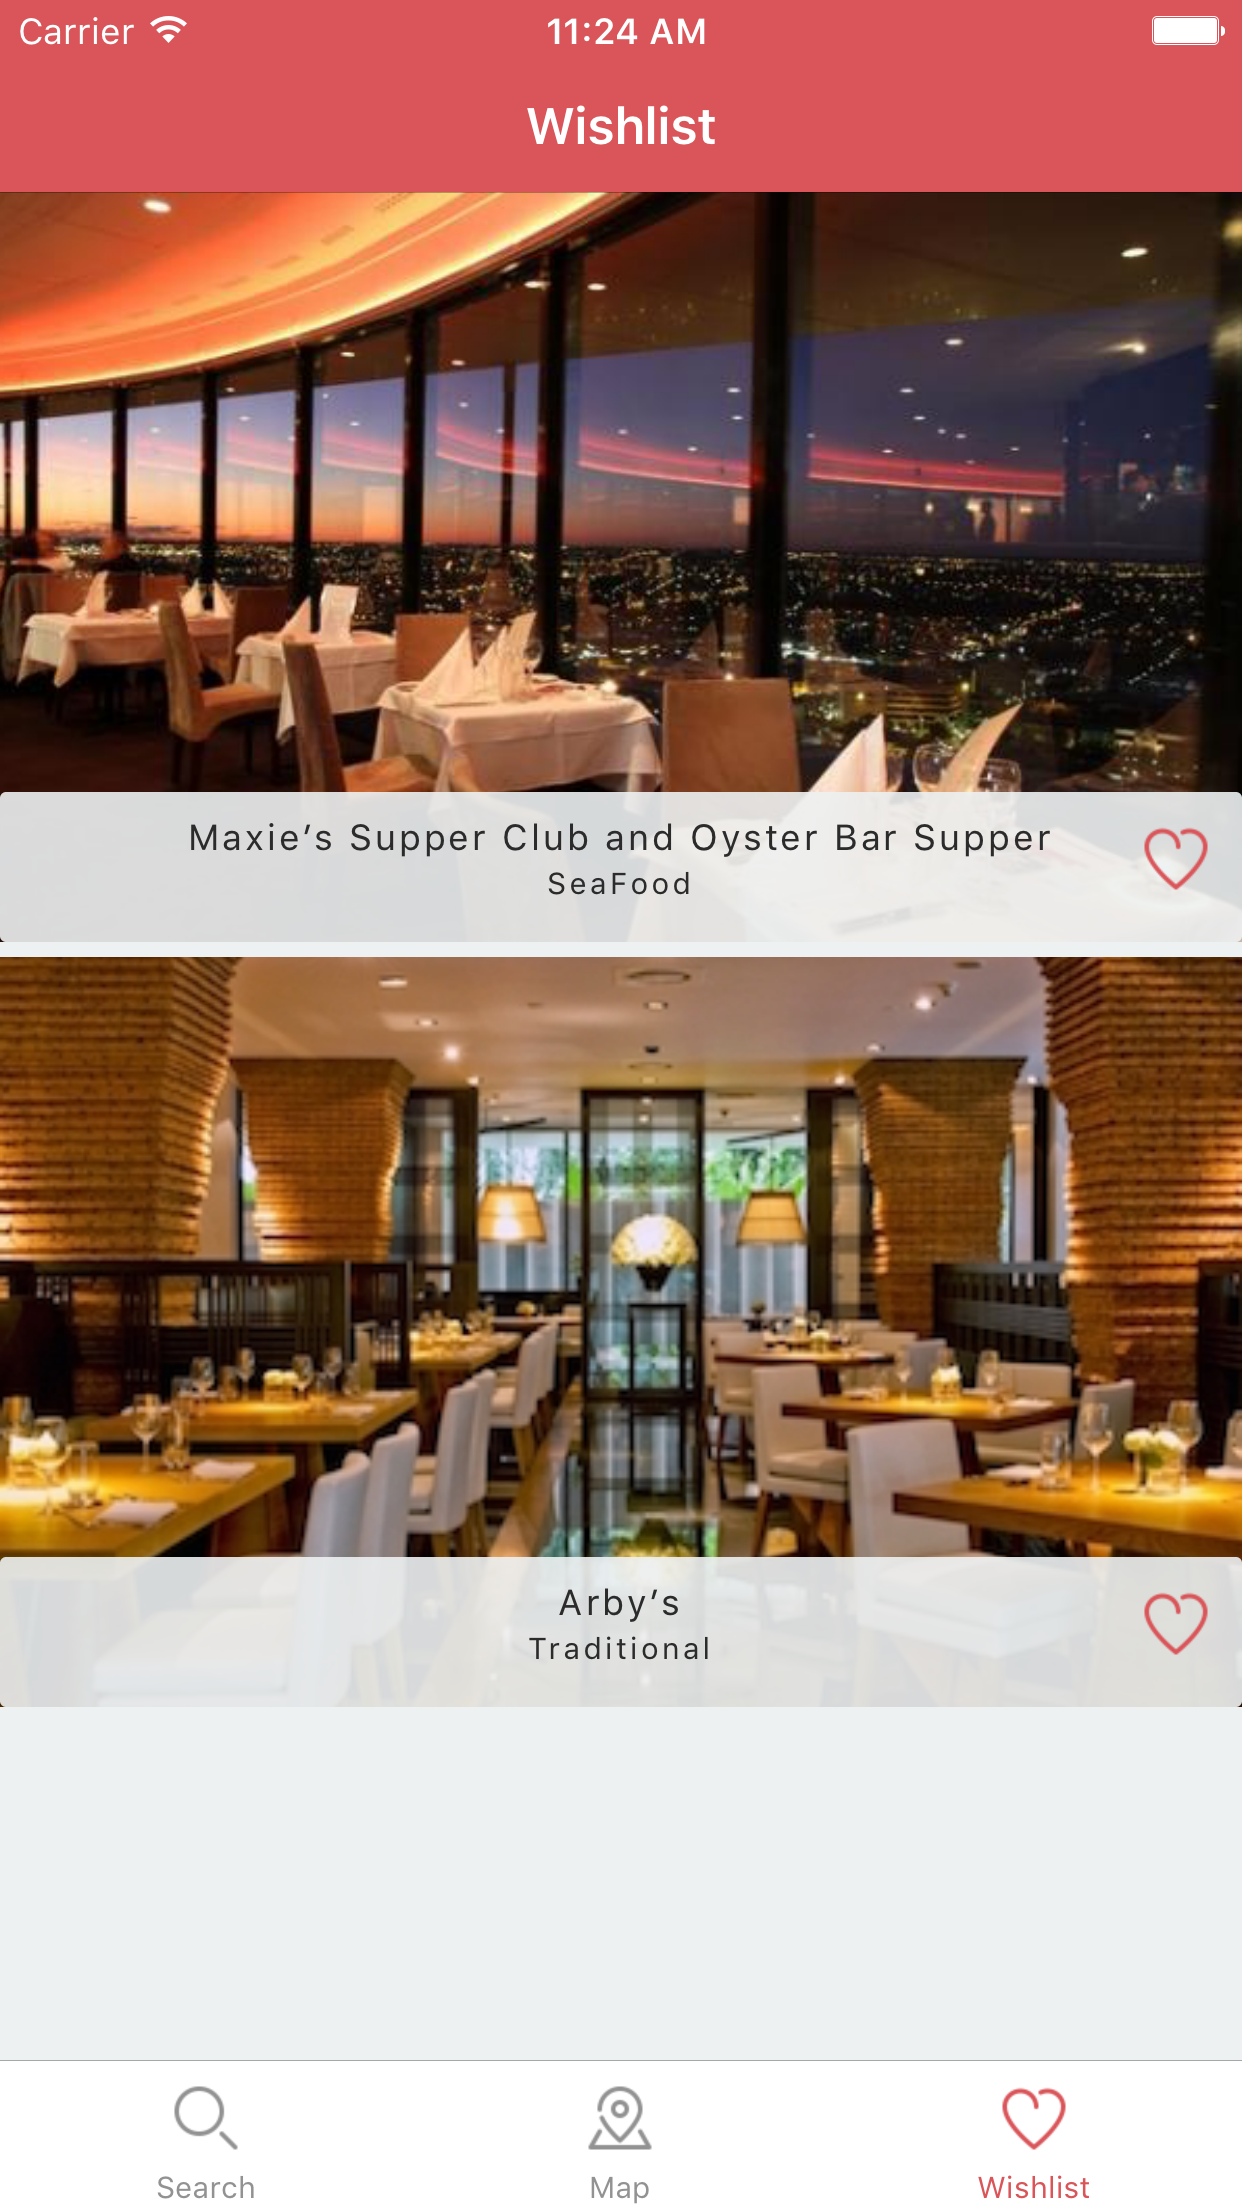 Carrier 11:24 AM
Wishlist
Maxie’s Supper Club and Oyster Bar Supper
SeaFood
Arby’s
Traditional
Search Map Wishlist